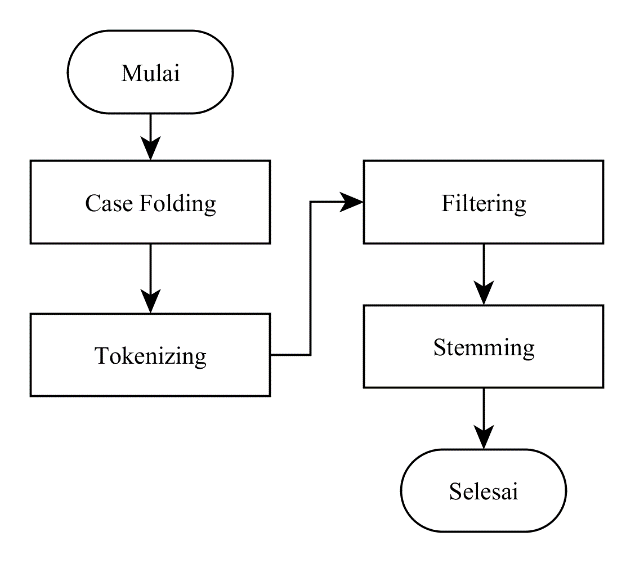 Mulai
Case Folding
Tokenizing
Filtering
Stemming
Selesai